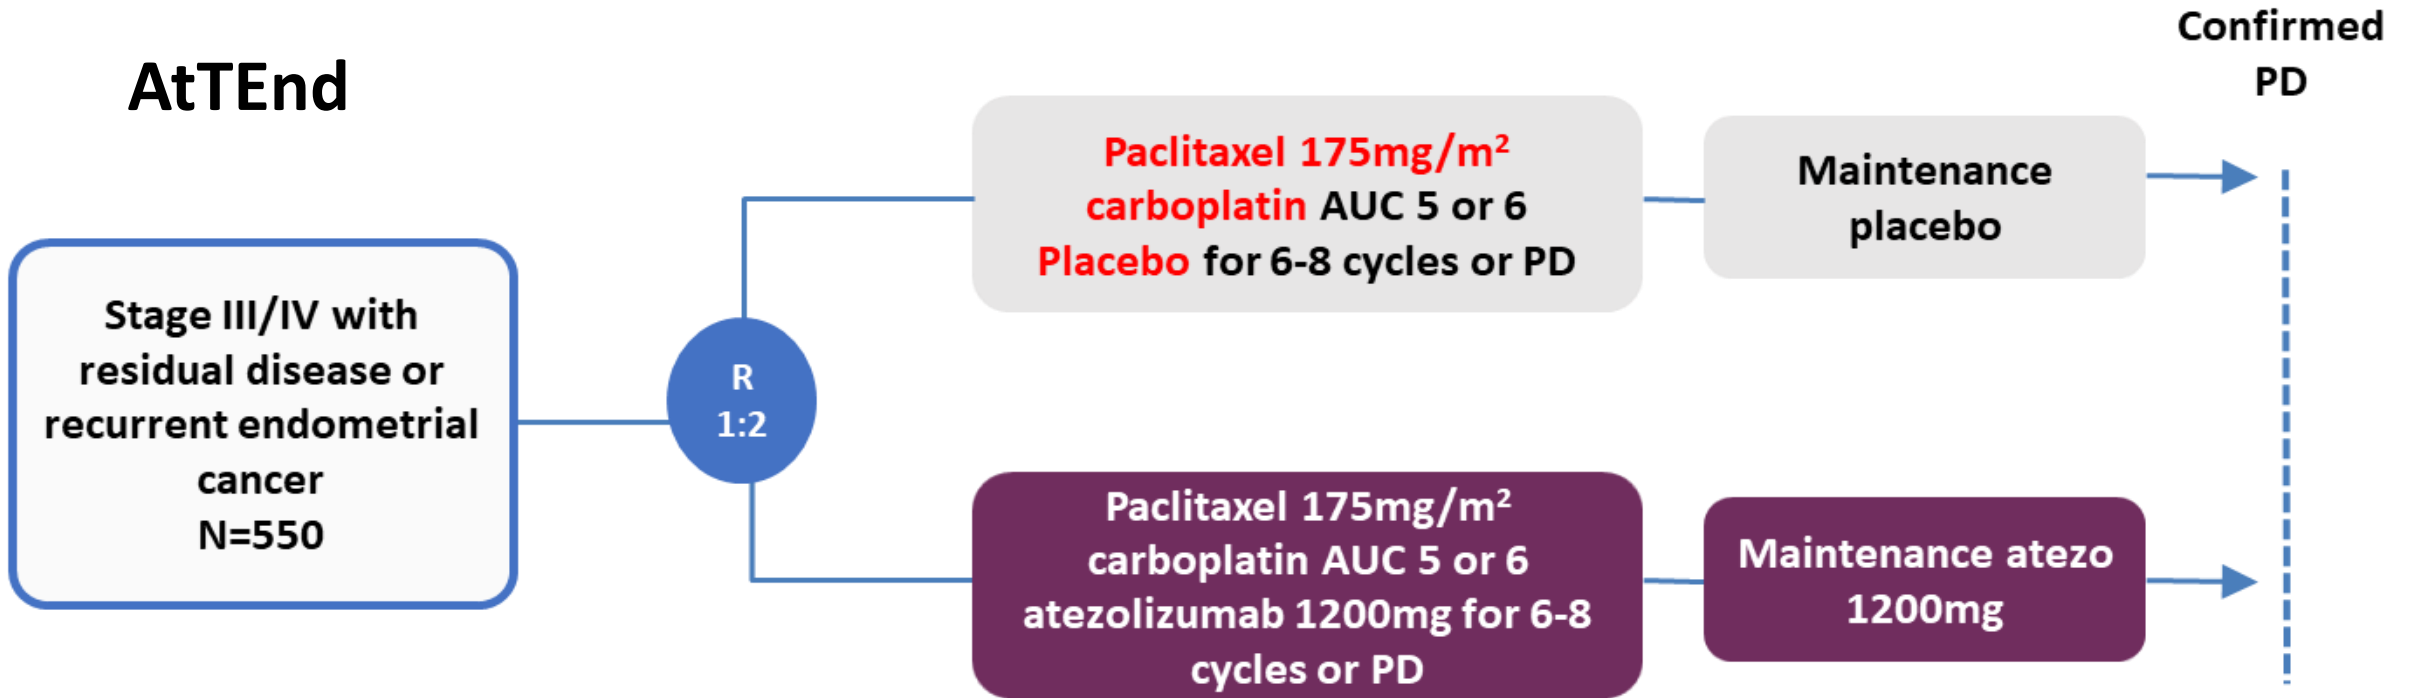 AtTEnd
Stage III/IV with
residual disease or
recurrent endometrial
cancer
N=550
R
1:2
Paclitaxel 175mg/m²
carboplatin AUC 5 or 6
Placebo for 6-8 cycles or PD
Maintenance
placebo
Paclitaxel 175mg/m²
carboplatin AUC 5 or 6
atezolizumab 1200mg for 6-8
cycles or PD
Maintenance atezo
1200mg
Confirmed
PD